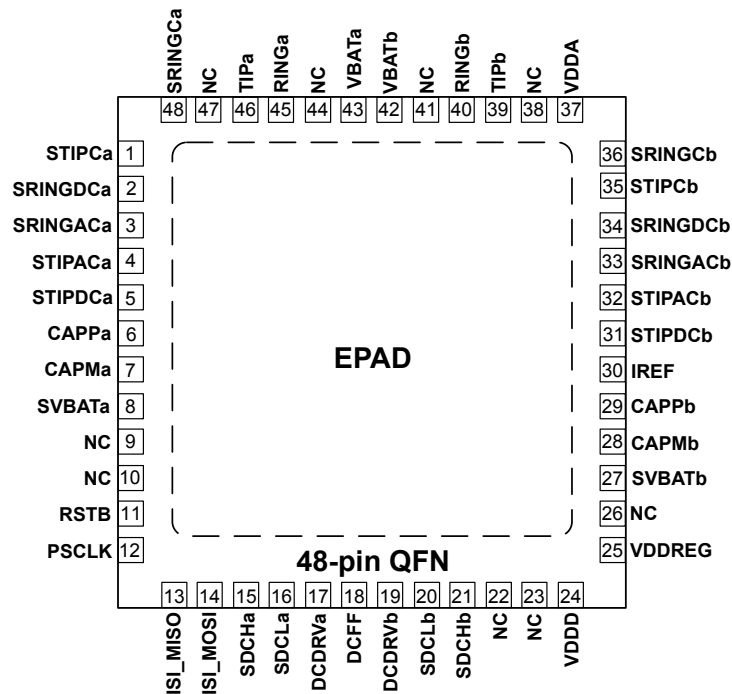 SRINGCa
NC
TIPa
RINGa
NC
VBATa
VBATb
NC
RINGb
TIPb
NC
VDDA
48
47
46
45
44
43
42
41
40
39
38
37
STIPCa 1
SRINGDCa 2
SRINGACa 3
STIPACa 4
STIPDCa 5
CAPPa 6
CAPMa 7
SVBATa 8
NC 9
NC 10
RSTB 11
PSCLK 12
EPAD
36 SRINGCb
35 STIPCb
34 SRINGDCb
33 SRINGACb
32 STIPACb
31 STIPDCb
30 IREF
29 CAPPb
28 CAPMb
27 SVBATb
26 NC
25 VDDREG
48-pin QFN
13
14
15
16
17
18
19
20
21
22
23
24
ISI_MISO
ISI_MOSI
SDCHa
SDCLa
DCDRVa
DCFF
DCDRVb
SDCLb
SDCHb
NC
NC
VDDD